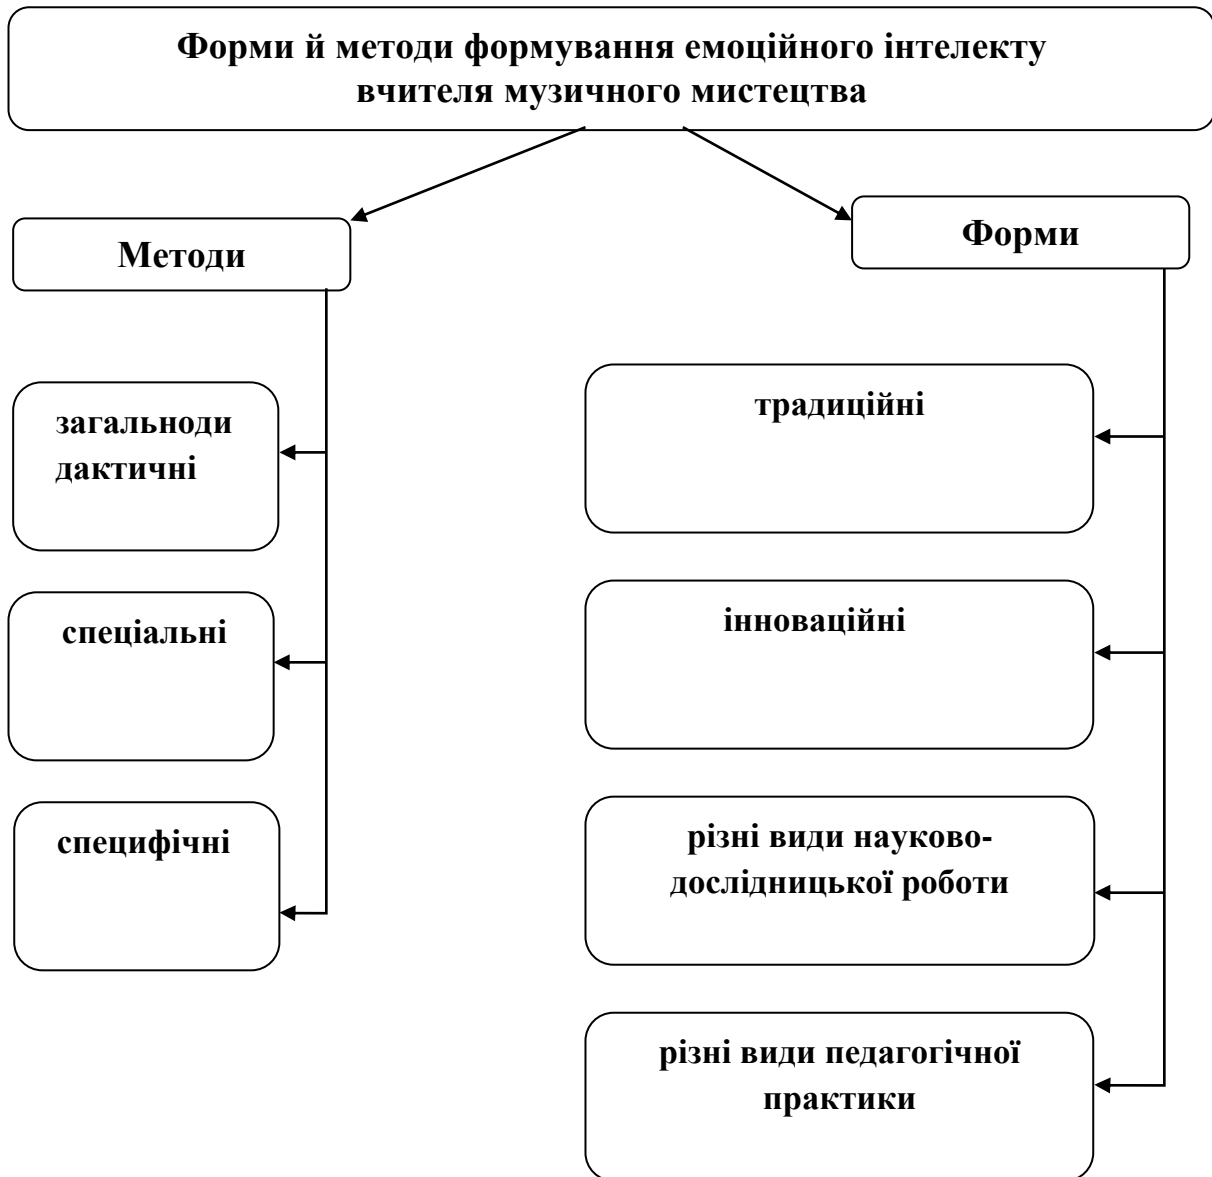 Форми й методи формування емоційного інтелекту
вчителя музичного мистецтва
Методи
Форми
загальноди
дактичні
спеціальні
специфічні
традиційні
інноваційні
різні види науково-
дослідницької роботи
різні види педагогічної
практики